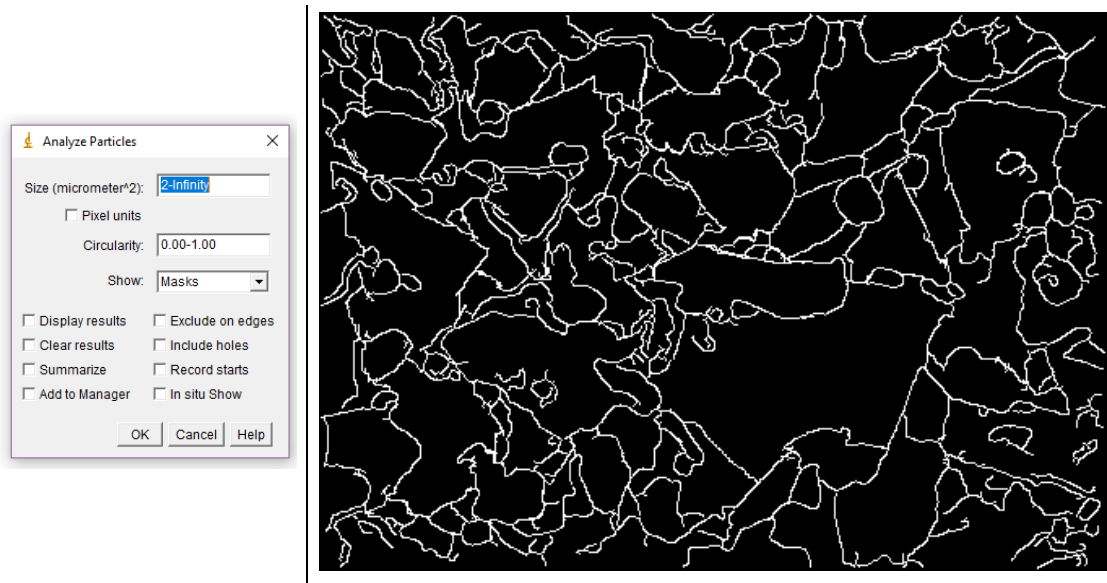 Analyze Particles
Size (micrometer^2): 2-Infinity
Pixel units
Circularity: 0.00-1.00
Show: Masks
Display results Exclude on edges
Clear results Include holes
Summarize Record starts
Add to Manager In situ Show
OK Cancel Help